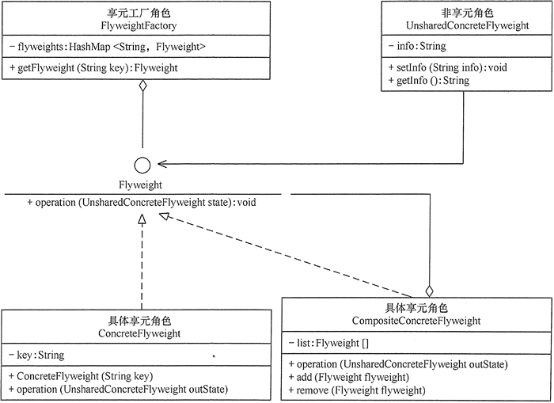 享元工厂角色
FlyweightFactory
- flyweights:HashMap <String, Flyweight>
+ getFlyweight (String key):Flyweight
非享元角色
UnsharedConcreteFlyweight
- info:String
+ setInfo (String info):void
+ getInfo ():String
Flyweight
+ operation (UnsharedConcreteFlyweight state):void
具体享元角色
ConcreteFlyweight
- key:String
+ ConcreteFlyweight (String key)
+ operation (UnsharedConcreteFlyweight outState)
具体享元角色
CompositeConcreteFlyweight
- list:Flyweight []
+ operation (UnsharedConcreteFlyweight outState)
+ add (Flyweight flyweight)
+ remove (Flyweight flyweight)